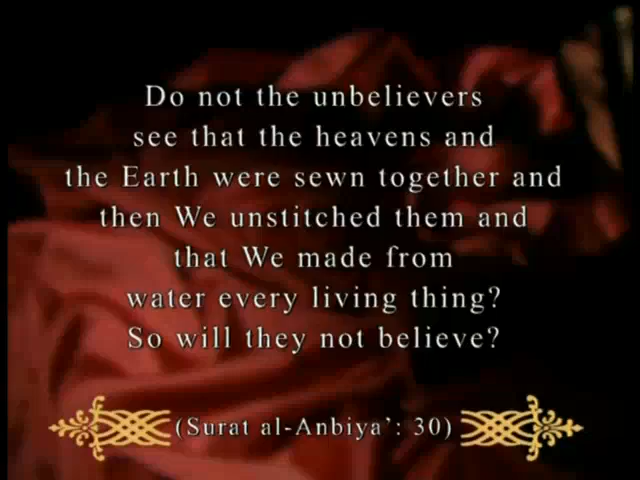 Do not the unbelievers
see that the heavens and
the Earth were sewn together and
then We unstitched them and
that We made from
water every living thing?
So will they not believe?
(Surat al-Anbiya’: 30)